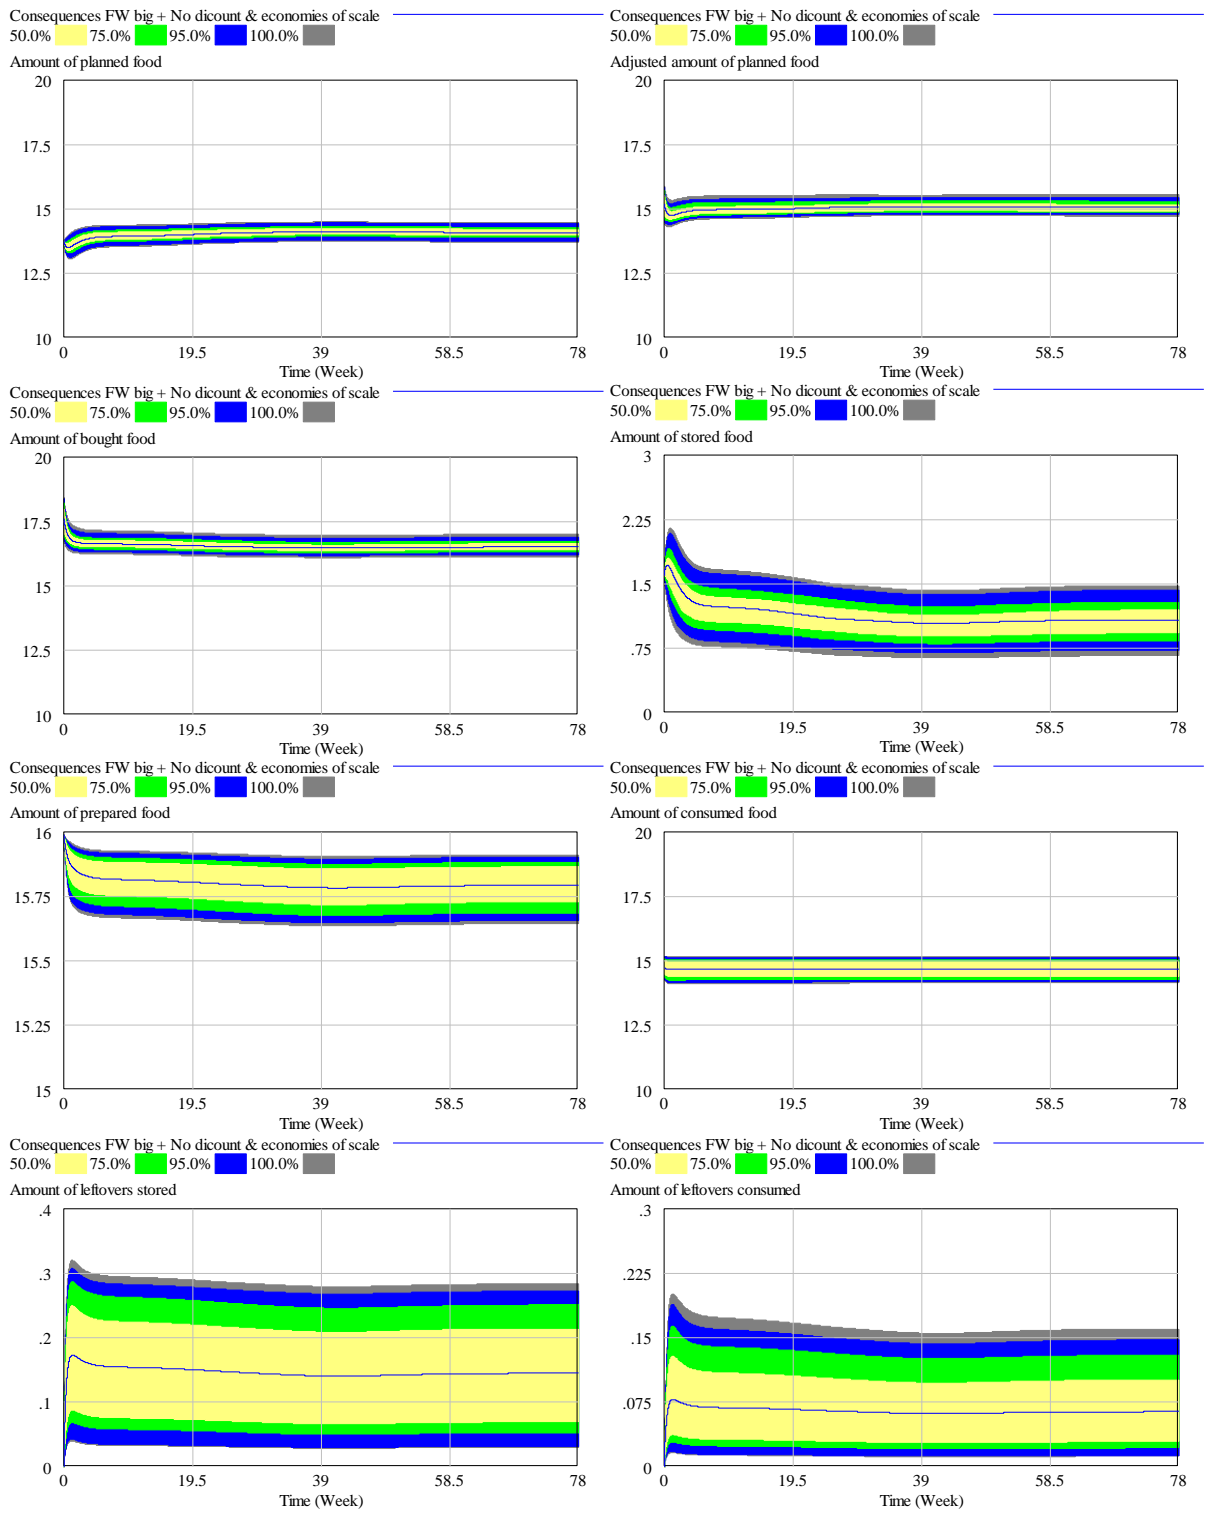 Consequences FW big + No dicount & economies of scale
50.0% 75.0% 95.0% 100.0%
Amount of planned food
20
17.5
15
12.5
10
0 19.5 39 58.5 78
Time (Week)
Consequences FW big + No dicount & economies of scale
50.0% 75.0% 95.0% 100.0%
Adjusted amount of planned food
20
17.5
15
12.5
10
0 19.5 39 58.5 78
Time (Week)
Consequences FW big + No dicount & economies of scale
50.0% 75.0% 95.0% 100.0%
Amount of bought food
20
17.5
15
12.5
10
0 19.5 39 58.5 78
Time (Week)
Consequences FW big + No dicount & economies of scale
50.0% 75.0% 95.0% 100.0%
Amount of stored food
3
2.25
1.5
.75
0
0 19.5 39 58.5 78
Time (Week)
Consequences FW big + No dicount & economies of scale
50.0% 75.0% 95.0% 100.0%
Amount of prepared food
16
15.75
15.5
15.25
15
0 19.5 39 58.5 78
Time (Week)
Consequences FW big + No dicount & economies of scale
50.0% 75.0% 95.0% 100.0%
Amount of consumed food
20
17.5
15
12.5
10
0 19.5 39 58.5 78
Time (Week)
Consequences FW big + No dicount & economies of scale
50.0% 75.0% 95.0% 100.0%
Amount of leftovers stored
.4
.3
.2
.1
0
0 19.5 39 58.5 78
Time (Week)
Consequences FW big + No dicount & economies of scale
50.0% 75.0% 95.0% 100.0%
Amount of leftovers consumed
.3
.225
.15
.075
0
0 19.5 39 58.5 78
Time (Week)